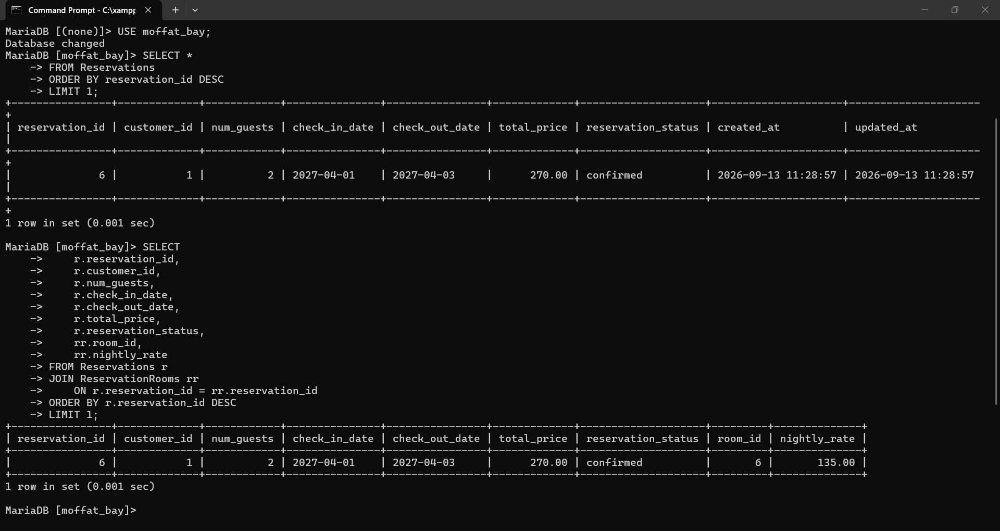 Command Prompt - C:\xampp
MariaDB [(none)]> USE moffat_bay;
Database changed
MariaDB [moffat_bay]> SELECT *
    -> FROM Reservations
    -> ORDER BY reservation_id DESC
    -> LIMIT 1;
+----------------+-------------+------------+---------------+----------------+-------------+--------------------+---------------------+---------------------
+
| reservation_id | customer_id | num_guests | check_in_date | check_out_date | total_price | reservation_status | created_at          | updated_at
|
+----------------+-------------+------------+---------------+----------------+-------------+--------------------+---------------------+---------------------
+
|              6 |           1 |          2 | 2027-04-01    | 2027-04-03     |      270.00 | confirmed          | 2026-09-13 11:28:57 | 2026-09-13 11:28:57
|
+----------------+-------------+------------+---------------+----------------+-------------+--------------------+---------------------+---------------------
+
1 row in set (0.001 sec)
MariaDB [moffat_bay]> SELECT
    ->     r.reservation_id,
    ->     r.customer_id,
    ->     r.num_guests,
    ->     r.check_in_date,
    ->     r.check_out_date,
    ->     r.total_price,
    ->     r.reservation_status,
    ->     rr.room_id,
    ->     rr.nightly_rate
    -> FROM Reservations r
    -> JOIN ReservationRooms rr
    ->     ON r.reservation_id = rr.reservation_id
    -> ORDER BY r.reservation_id DESC
    -> LIMIT 1;
+----------------+-------------+------------+---------------+----------------+-------------+--------------------+---------+--------------+
| reservation_id | customer_id | num_guests | check_in_date | check_out_date | total_price | reservation_status | room_id | nightly_rate |
+----------------+-------------+------------+---------------+----------------+-------------+--------------------+---------+--------------+
|              6 |           1 |          2 | 2027-04-01    | 2027-04-03     |      270.00 | confirmed          |       6 |       135.00 |
+----------------+-------------+------------+---------------+----------------+-------------+--------------------+---------+--------------+
1 row in set (0.001 sec)
MariaDB [moffat_bay]>